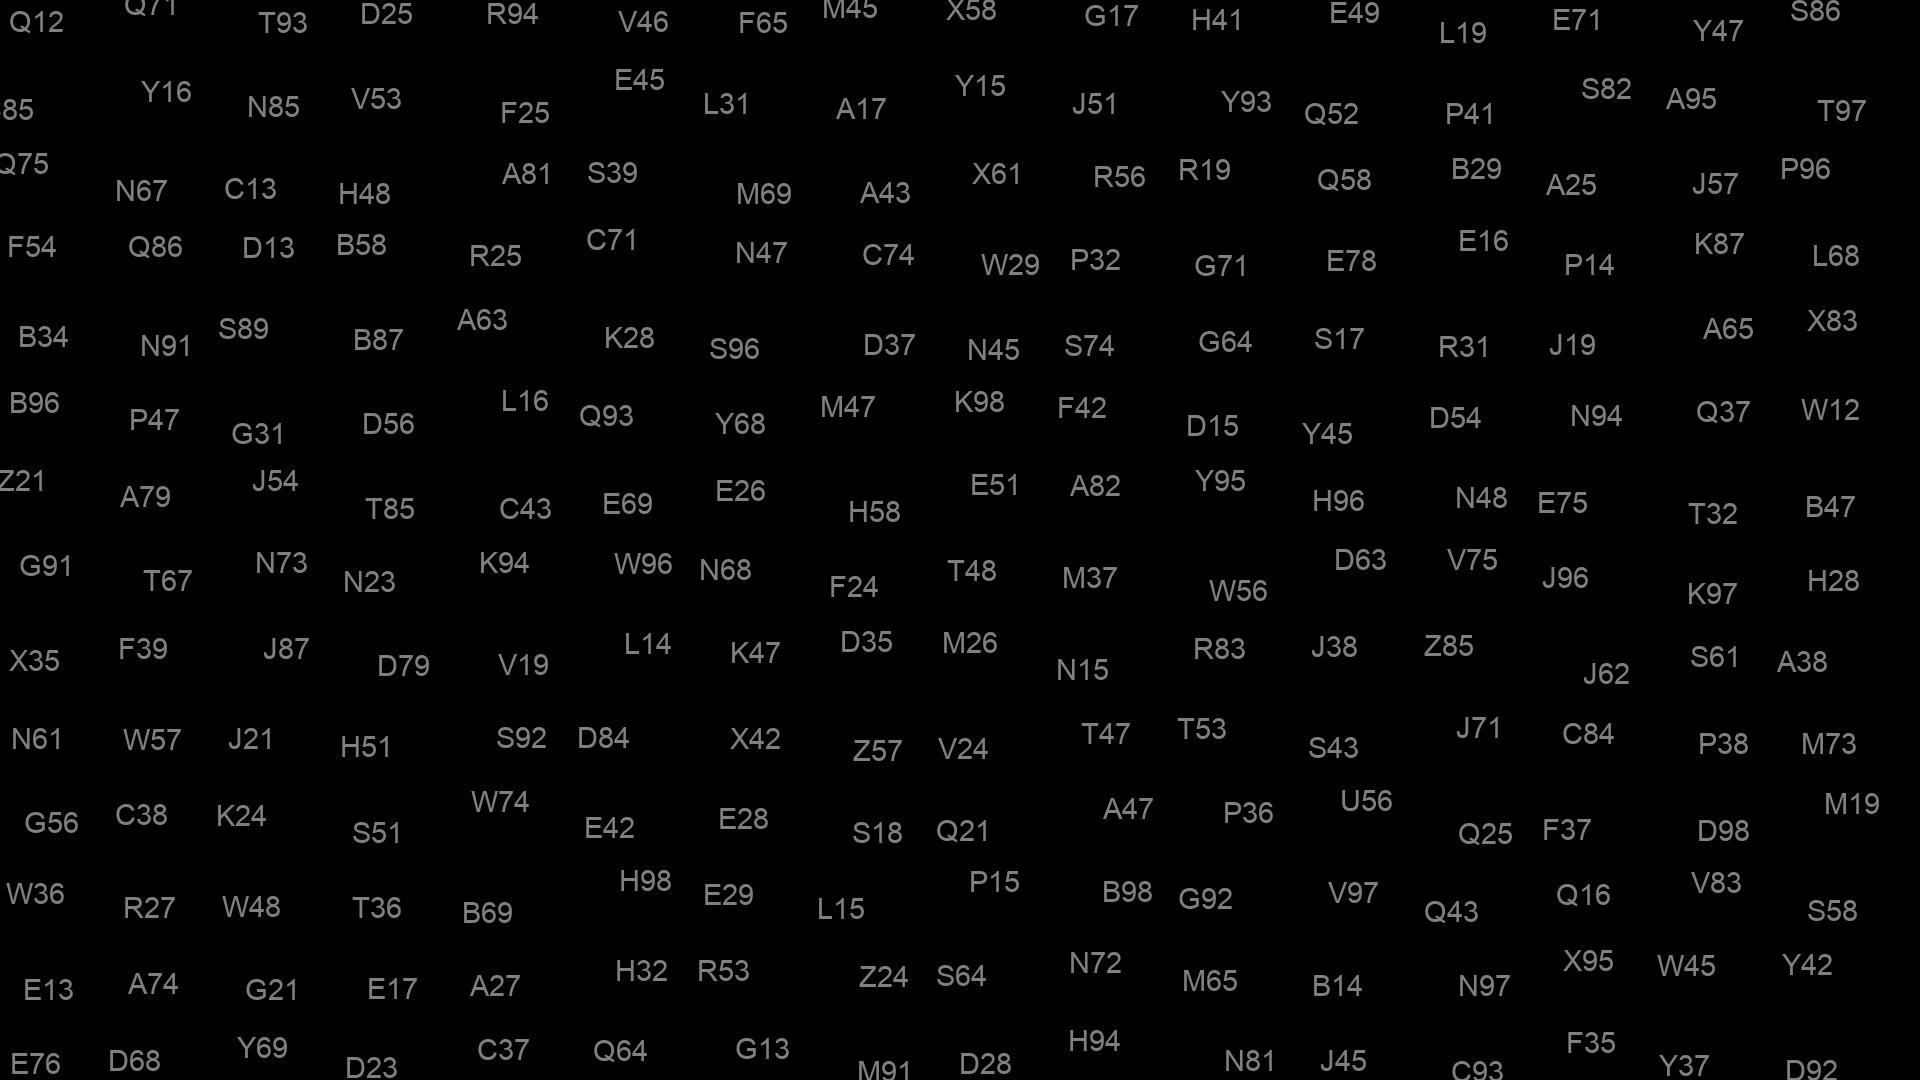 Q12 Q71 T93 D25 R94 V46 F65 M45 X58 G17 H41 E49 L19 E71 Y47 S86
85 Y16 N85 V53 F25 E45 L31 A17 Y15 J51 Y93 Q52 P41 S82 A95 T97
Q75 N67 C13 H48 A81 S39 M69 A43 X61 R56 R19 Q58 B29 A25 J57 P96
F54 Q86 D13 B58 R25 C71 N47 C74 W29 P32 G71 E78 E16 P14 K87 L68
B34 N91 S89 B87 A63 K28 S96 D37 N45 S74 G64 S17 R31 J19 A65 X83
B96 P47 G31 D56 L16 Q93 Y68 M47 K98 F42 D15 Y45 D54 N94 Q37 W12
Z21 A79 J54 T85 C43 E69 E26 H58 E51 A82 Y95 H96 N48 E75 T32 B47
G91 T67 N73 N23 K94 W96 N68 F24 T48 M37 W56 D63 V75 J96 K97 H28
X35 F39 J87 D79 V19 L14 K47 D35 M26 N15 R83 J38 Z85 J62 S61 A38
N61 W57 J21 H51 S92 D84 X42 Z57 V24 T47 T53 S43 J71 C84 P38 M73
G56 C38 K24 S51 W74 E42 E28 S18 Q21 A47 P36 U56 Q25 F37 D98 M19
W36 R27 W48 T36 B69 H98 E29 L15 P15 B98 G92 V97 Q43 Q16 V83 S58
E13 A74 G21 E17 A27 H32 R53 Z24 S64 N72 M65 B14 N97 X95 W45 Y42
E76 D68 Y69 D23 C37 Q64 G13 M91 D28 H94 N81 J45 C93 F35 Y37 D92